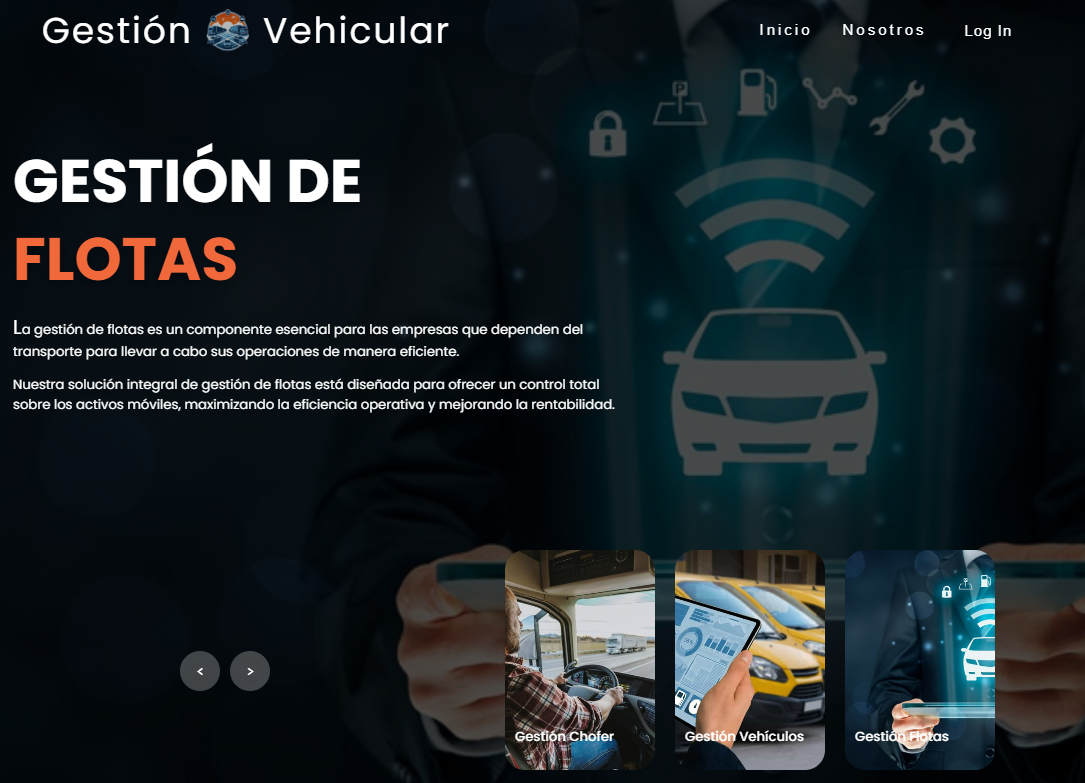 Gestión Vehicular
Inicio Nosotros Log In
GESTIÓN DE
FLOTAS
La gestión de flotas es un componente esencial para las empresas que dependen del
transporte para llevar a cabo sus operaciones de manera eficiente.
Nuestra solución integral de gestión de flotas está diseñada para ofrecer un control total
sobre los activos móviles, maximizando la eficiencia operativa y mejorando la rentabilidad.
P
< >
Gestión Chofer
Gestión Vehículos
Gestión Flotas